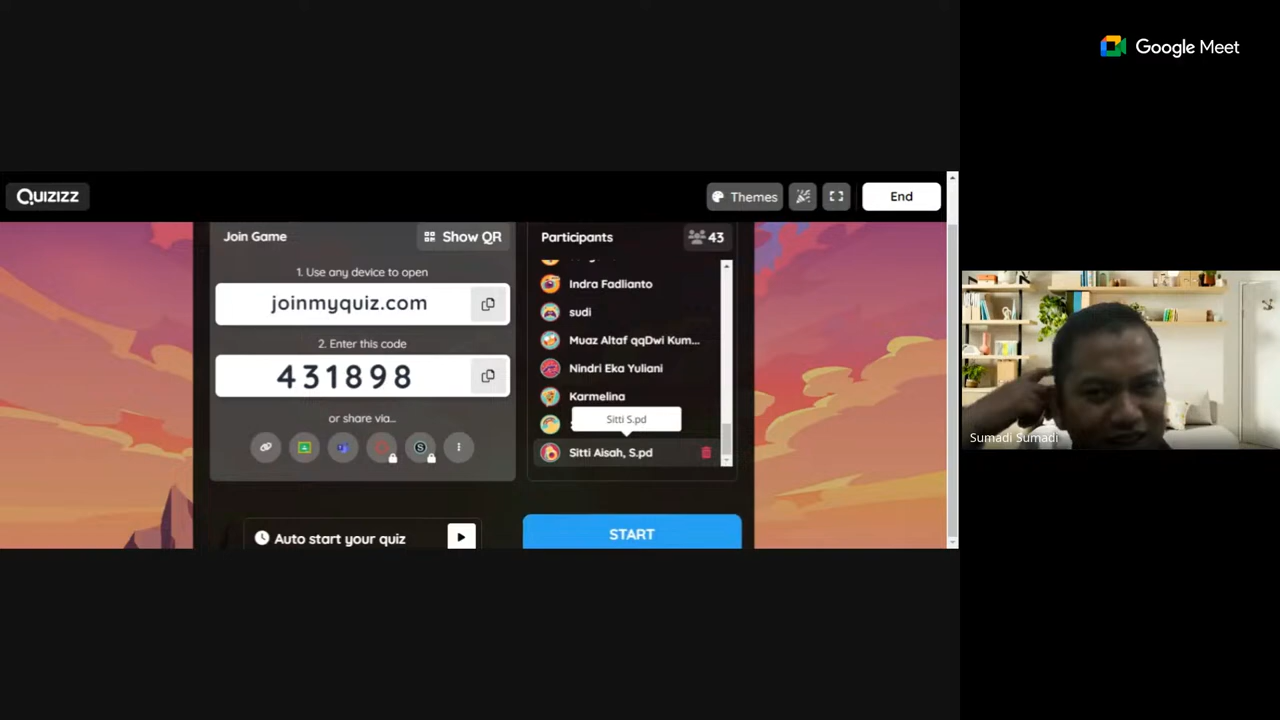 Google Meet
QUIZIZZ
Themes
End
Join Game
Show QR
1. Use any device to open
joinmyquiz.com
2. Enter this code
431898
or share via...
Auto start your quiz
Participants
43
Indra Fadlianto
sudi
Muaz Altaf qqDwi Kum...
Nindri Eka Yuliani
Karmelina
Sitti S.pd
Sitti Aisah, S.pd
START
Sumadi Sumadi